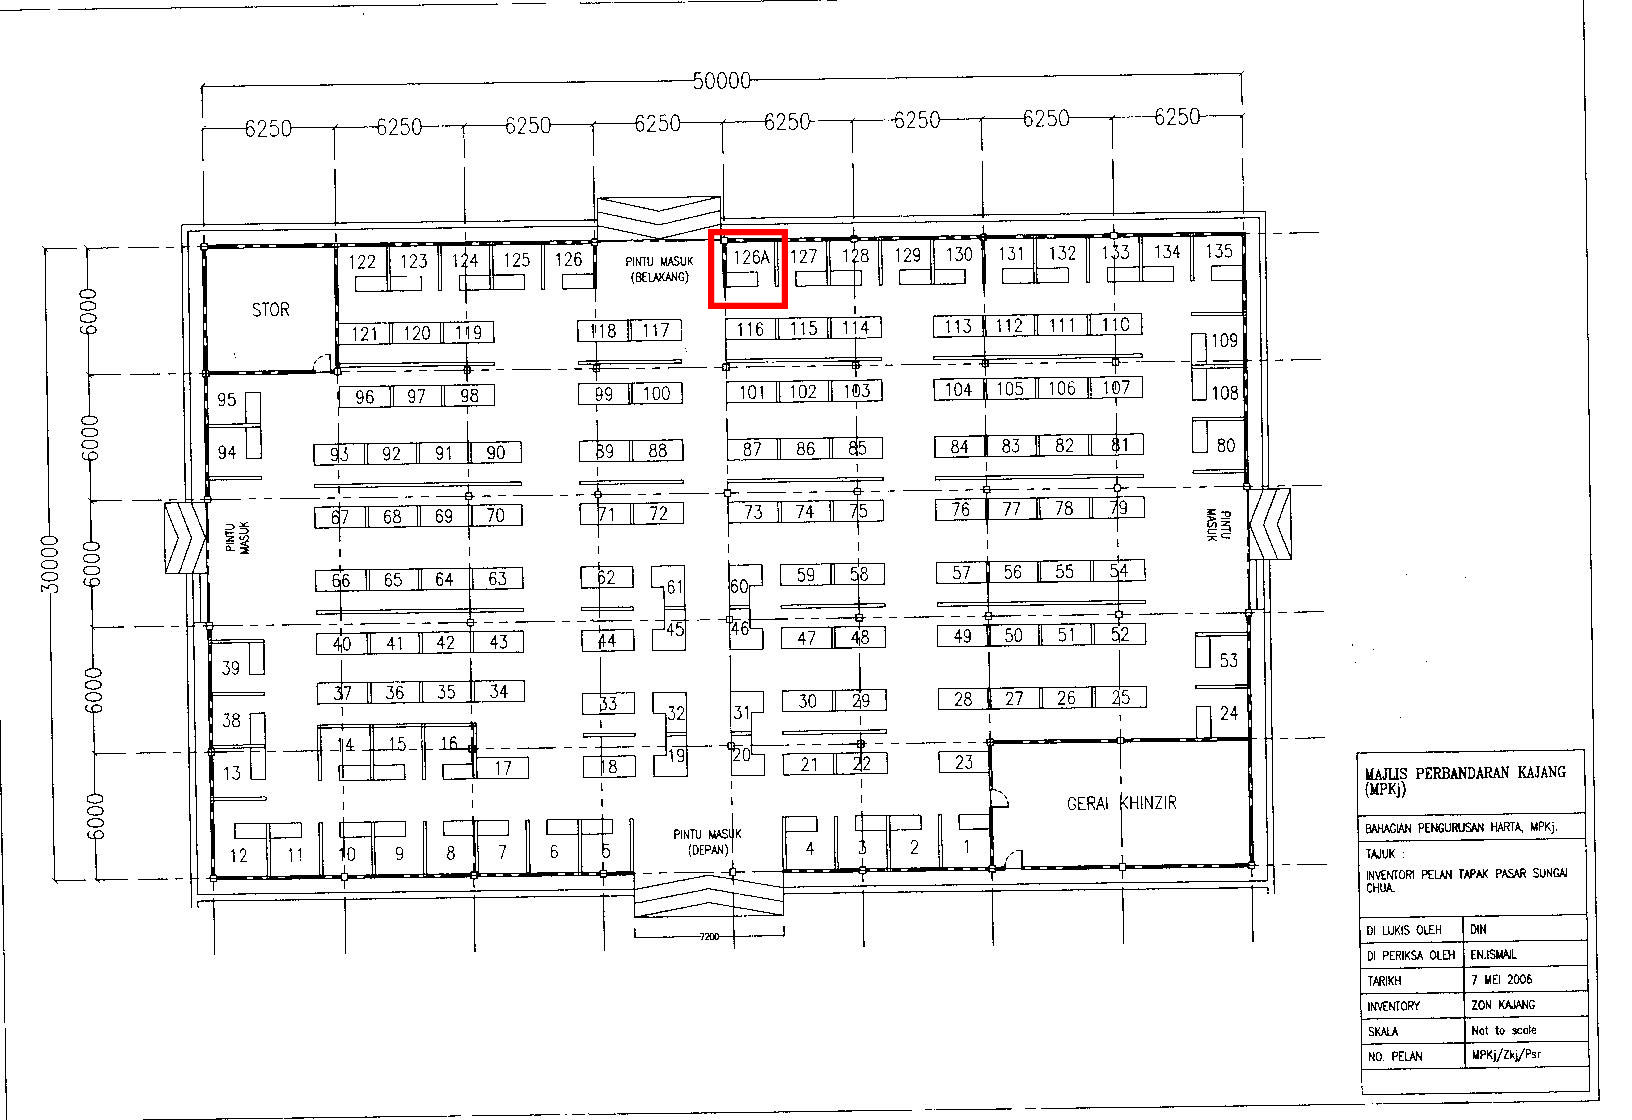 50000
6250 6250 6250 6250 6250 6250 6250 6250
122 123 124 125 126
PINTU MASUK
(BELAKANG)
126A 127 128 129 130 131 132 133 134 135
6000
STOR
121 120 119 118 117 116 115 114 113 112 111 110
109
95
96 97 98 99 100 101 102 103 104 105 106 107
108
6000
94
93 92 91 90 89 88 87 86 85 84 83 82 81
80
67 68 69 70 71 72 73 74 75 76 77 78 79
PINTU
MASUK
PINTU
MASUK
30000
6000
66 65 64 63 62 61 60 59 58 57 56 55 54
40 41 42 43 44 45 46 47 48 49 50 51 52
39
53
6000
37 36 35 34 33 32 31 30 29 28 27 26 25
38
24
14 15 16
13
17 18 19 20 21 22 23
GERAI KHINZIR
6000
PINTU MASUK
(DEPAN)
12 11 10 9 8 7 6 5 4 3 2 1
7200
MAJLIS PERBANDARAN KAJANG
(MPKj)
BAHAGIAN PENGURUSAN HARTA, MPKj.
TAJUK :
INVENTORI PELAN TAPAK PASAR SUNGAI
CHUA.
DI LUKIS OLEH DIN
DI PERIKSA OLEH EN.ISMAIL
TARIKH 7 MEI 2006
INVENTORY ZON KAJANG
SKALA Not to scale
NO. PELAN MPKj/Zkj/Psr